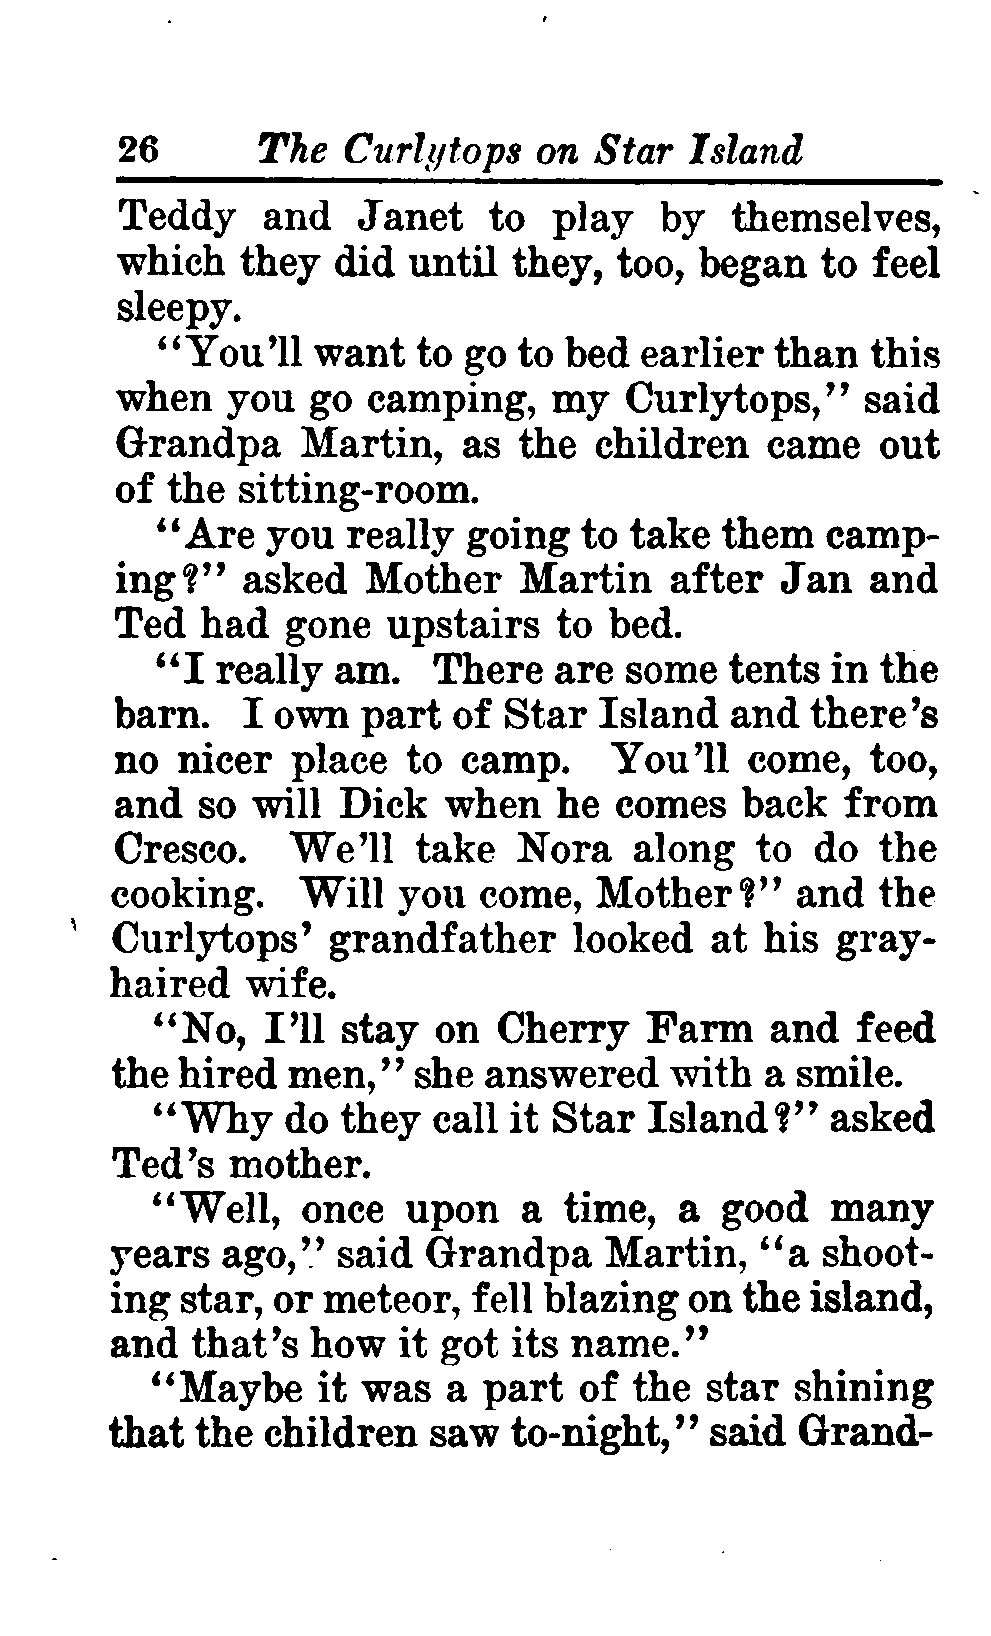 26 The Curlytops on Star Island
Teddy and Janet to play by themselves,
which they did until they, too, began to feel
sleepy.
“You’ll want to go to bed earlier than this
when you go camping, my Curlytops,” said
Grandpa Martin, as the children came out
of the sitting-room.
“Are you really going to take them camp-
ing?” asked Mother Martin after Jan and
Ted had gone upstairs to bed.
“I really am. There are some tents in the
barn. I own part of Star Island and there’s
no nicer place to camp. You’ll come, too,
and so will Dick when he comes back from
Cresco. We’ll take Nora along to do the
cooking. Will you come, Mother?” and the
Curlytops’ grandfather looked at his gray-
haired wife.
“No, I’ll stay on Cherry Farm and feed
the hired men,” she answered with a smile.
“Why do they call it Star Island?” asked
Ted’s mother.
“Well, once upon a time, a good many
years ago,” said Grandpa Martin, “a shoot-
ing star, or meteor, fell blazing on the island,
and that’s how it got its name.”
“Maybe it was a part of the star shining
that the children saw to-night,” said Grand-